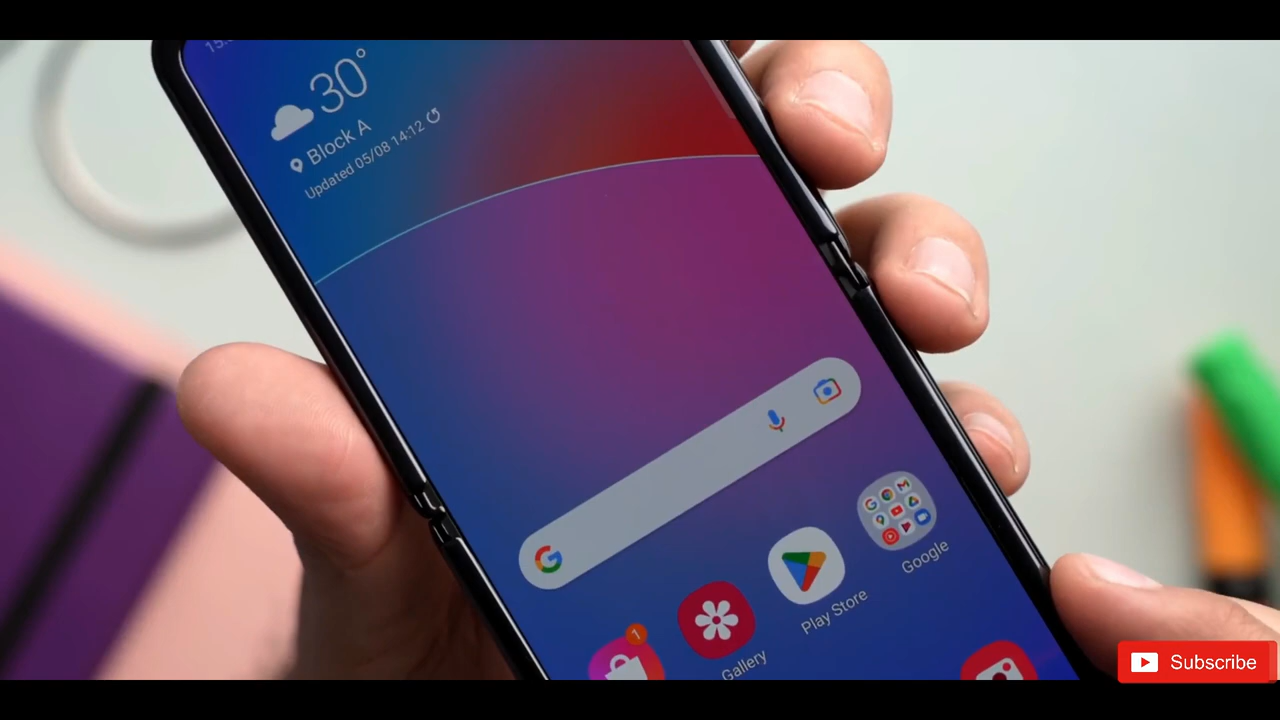 30°
Block A
Updated 05/08 14:12
Google
Play Store
1
Gallery
Subscribe